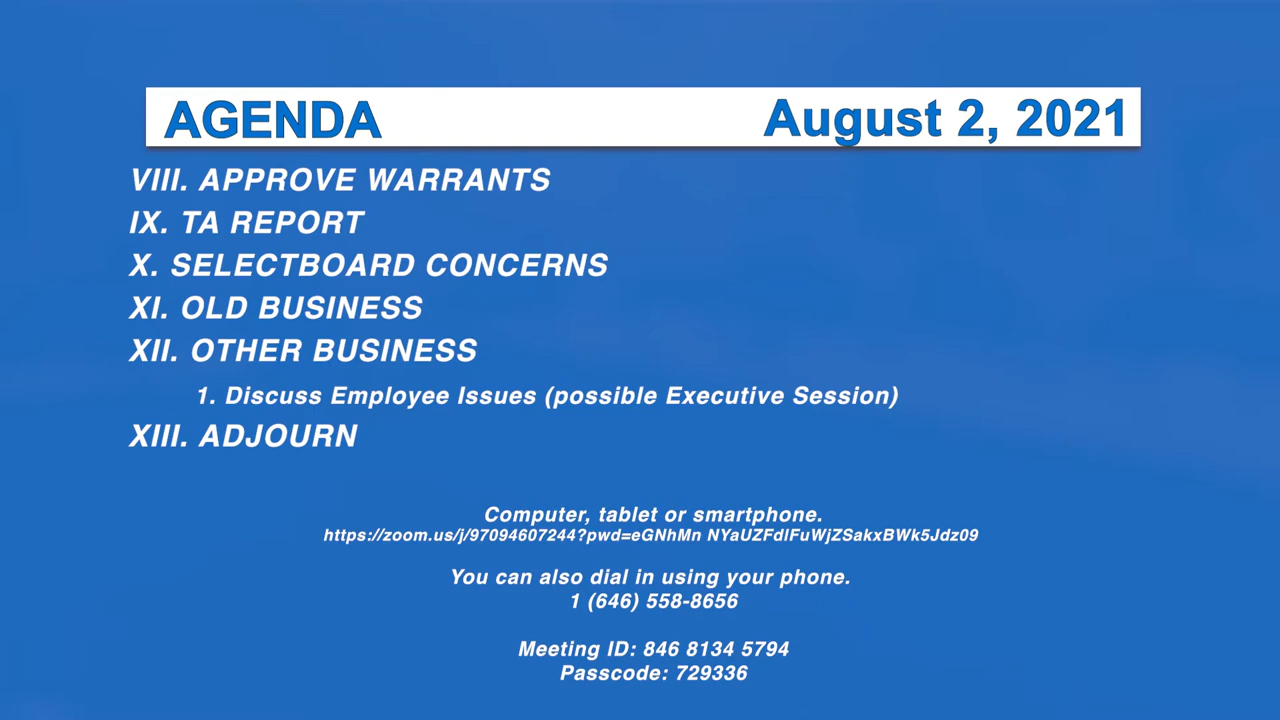 AGENDA August 2, 2021
VIII. APPROVE WARRANTS
IX. TA REPORT
X. SELECTBOARD CONCERNS
XI. OLD BUSINESS
XII. OTHER BUSINESS
1. Discuss Employee Issues (possible Executive Session)
XIII. ADJOURN
Computer, tablet or smartphone.
https://zoom.us/j/97094607244?pwd=eGNhMn NYaUZFdlFuWjZSakxBWk5Jdz09
You can also dial in using your phone.
1 (646) 558-8656
Meeting ID: 846 8134 5794
Passcode: 729336